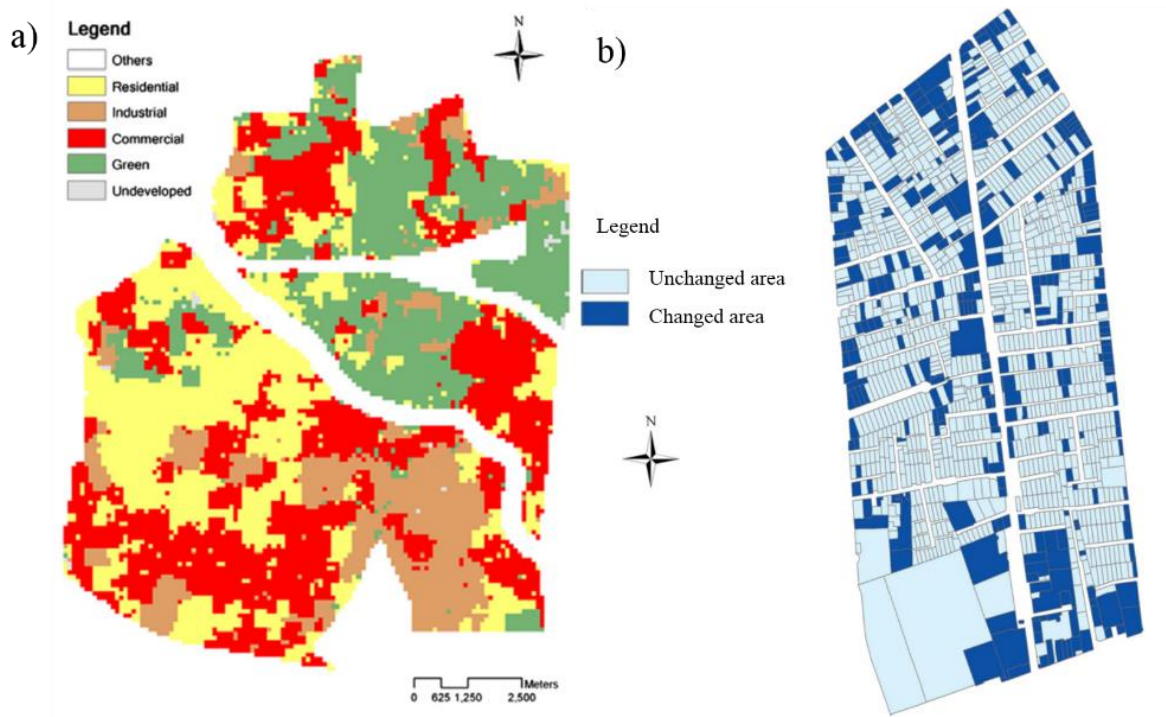 a)
Legend
Others
Residential
Industrial
Commercial
Green
Undeveloped
N
Meters
0 625 1,250 2,500
b)
Legend
Unchanged area
Changed area
N